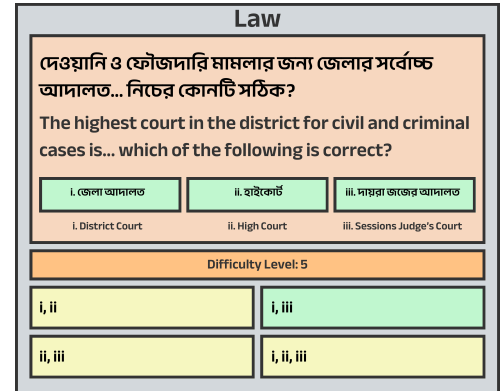 Law
দেওয়ানি ও ফৌজদারি মামলার জন্য জেলার সর্বোচ্চ
আদালত... নিচের কোনটি সঠিক?
The highest court in the district for civil and criminal
cases is... which of the following is correct?
i. জেলা আদালত
ii. হাইকোর্ট
iii. দায়রা জজের আদালত
i. District Court
ii. High Court
iii. Sessions Judge's Court
Difficulty Level: 5
i, ii
i, iii
ii, iii
i, ii, iii